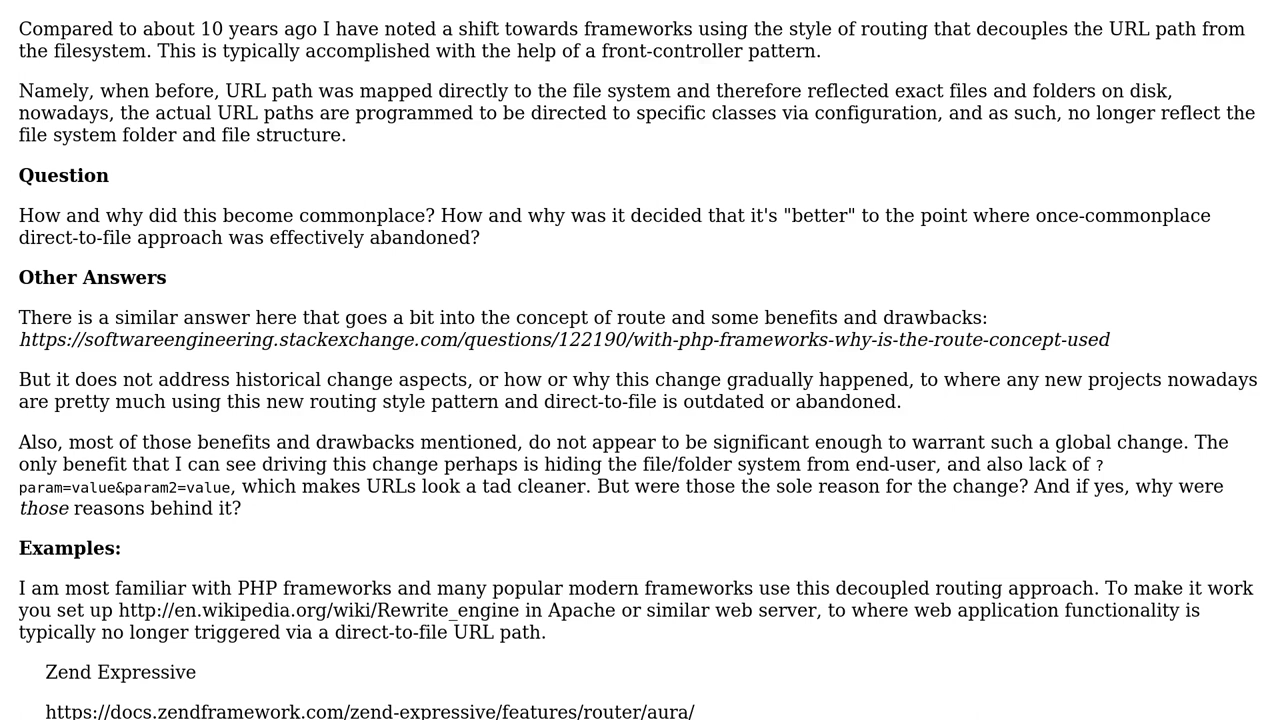 Compared to about 10 years ago I have noted a shift towards frameworks using the style of routing that decouples the URL path from
the filesystem. This is typically accomplished with the help of a front-controller pattern.
Namely, when before, URL path was mapped directly to the file system and therefore reflected exact files and folders on disk,
nowadays, the actual URL paths are programmed to be directed to specific classes via configuration, and as such, no longer reflect the
file system folder and file structure.
Question
How and why did this become commonplace? How and why was it decided that it's "better" to the point where once-commonplace
direct-to-file approach was effectively abandoned?
Other Answers
There is a similar answer here that goes a bit into the concept of route and some benefits and drawbacks:
https://softwareengineering.stackexchange.com/questions/122190/with-php-frameworks-why-is-the-route-concept-used
But it does not address historical change aspects, or how or why this change gradually happened, to where any new projects nowadays
are pretty much using this new routing style pattern and direct-to-file is outdated or abandoned.
Also, most of those benefits and drawbacks mentioned, do not appear to be significant enough to warrant such a global change. The
only benefit that I can see driving this change perhaps is hiding the file/folder system from end-user, and also lack of ?
param=value&param2=value, which makes URLs look a tad cleaner. But were those the sole reason for the change? And if yes, why were
those reasons behind it?
Examples:
I am most familiar with PHP frameworks and many popular modern frameworks use this decoupled routing approach. To make it work
you set up http://en.wikipedia.org/wiki/Rewrite_engine in Apache or similar web server, to where web application functionality is
typically no longer triggered via a direct-to-file URL path.
Zend Expressive
https://docs.zendframework.com/zend-expressive/features/router/aura/